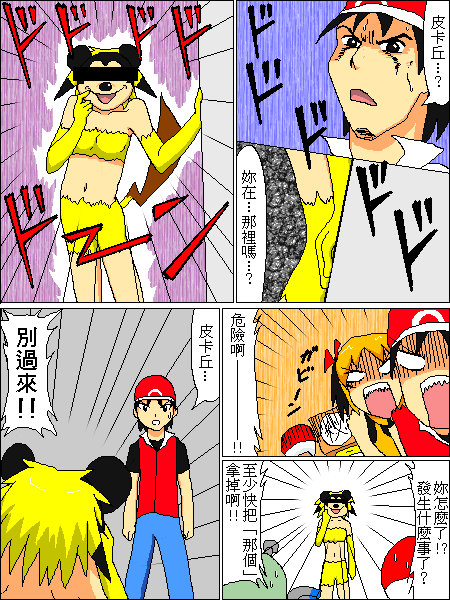 皮卡丘…?
ドドド
妳在…那裡嗎…?
ドド
ドドド
ドーン
皮卡丘…
別過來!!
危險啊
!!
ガビーン
妳怎麼了!?
發生什麼事了?
至少快把「那個」
拿掉啊!!